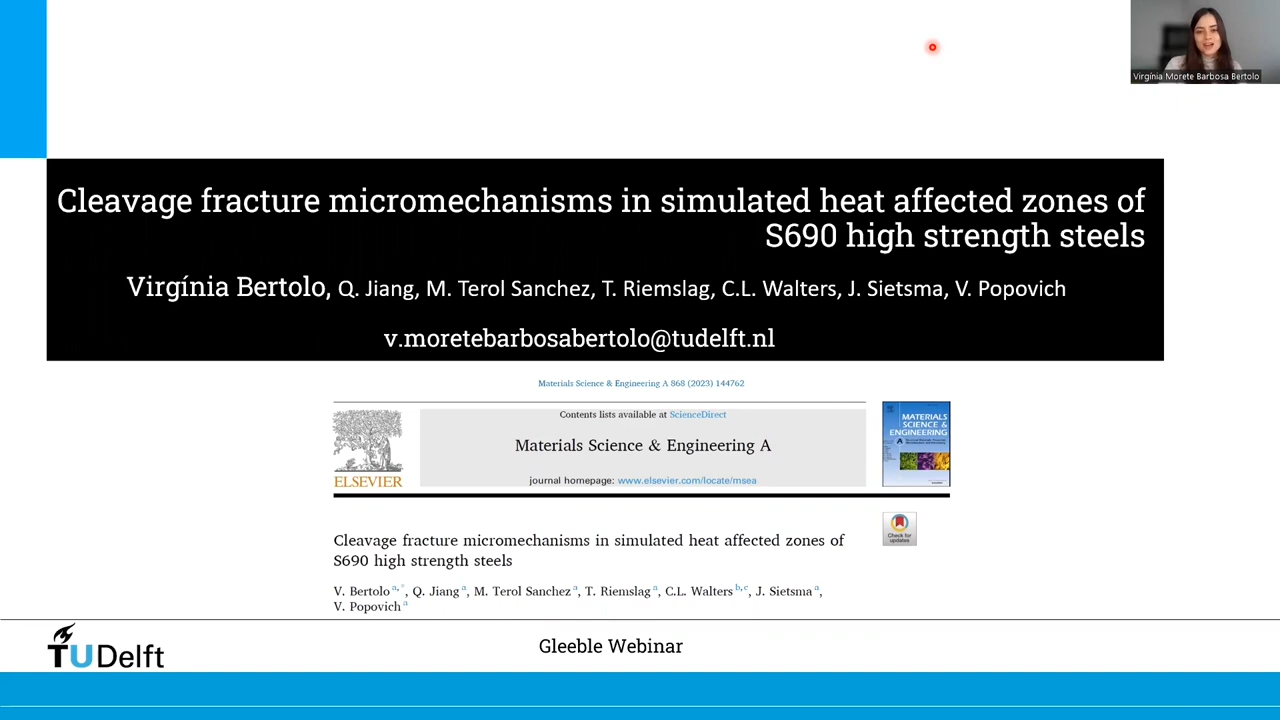 Virgínia Morete Barbosa Bertolo
Cleavage fracture micromechanisms in simulated heat affected zones of
S690 high strength steels
Virgínia Bertolo, Q. Jiang, M. Terol Sanchez, T. Riemslag, C.L. Walters, J. Sietsma, V. Popovich
v.moretebarbosabertolo@tudelft.nl
Materials Science & Engineering A 868 (2023) 144762
Contents lists available at ScienceDirect
Materials Science & Engineering A
journal homepage: www.elsevier.com/locate/msea
ELSEVIER
MATERIALS
SCIENCE &
ENGINEERING
A
Check for
updates
Cleavage fracture micromechanisms in simulated heat affected zones of
S690 high strength steels
V. Bertolo a,*, Q. Jiang a, M. Terol Sanchez a, T. Riemslag a, C.L. Walters b,c, J. Sietsma a,
V. Popovich a
TUDelft
Gleeble Webinar